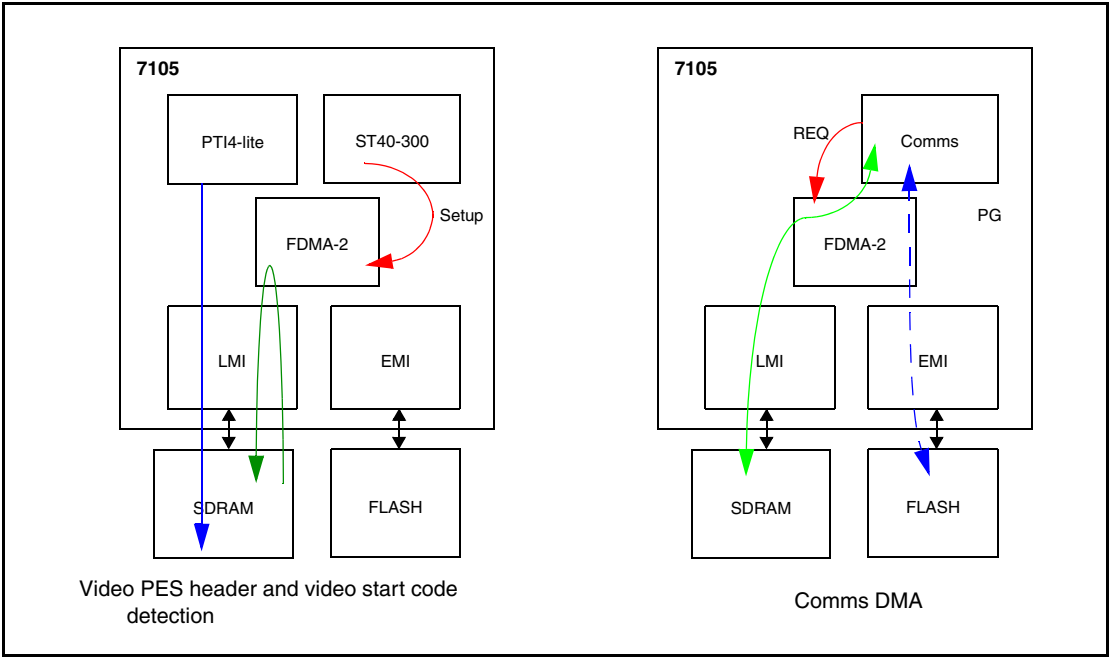 7105
PTI4-lite
ST40-300
Setup
FDMA-2
LMI
EMI
SDRAM
FLASH
Video PES header and video start code
detection
7105
REQ
Comms
PG
FDMA-2
LMI
EMI
SDRAM
FLASH
Comms DMA